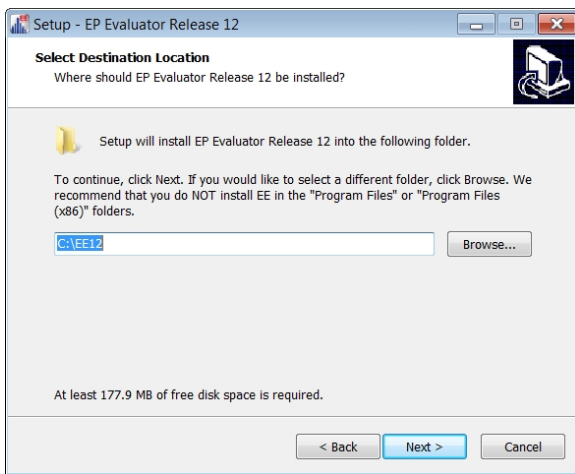 Setup - EP Evaluator Release 12
Select Destination Location
Where should EP Evaluator Release 12 be installed?
Setup will install EP Evaluator Release 12 into the following folder.
To continue, click Next. If you would like to select a different folder, click Browse. We
recommend that you do NOT install EE in the "Program Files" or "Program Files
(x86)" folders.
C:\EE12
Browse...
At least 177.9 MB of free disk space is required.
< Back
Next >
Cancel